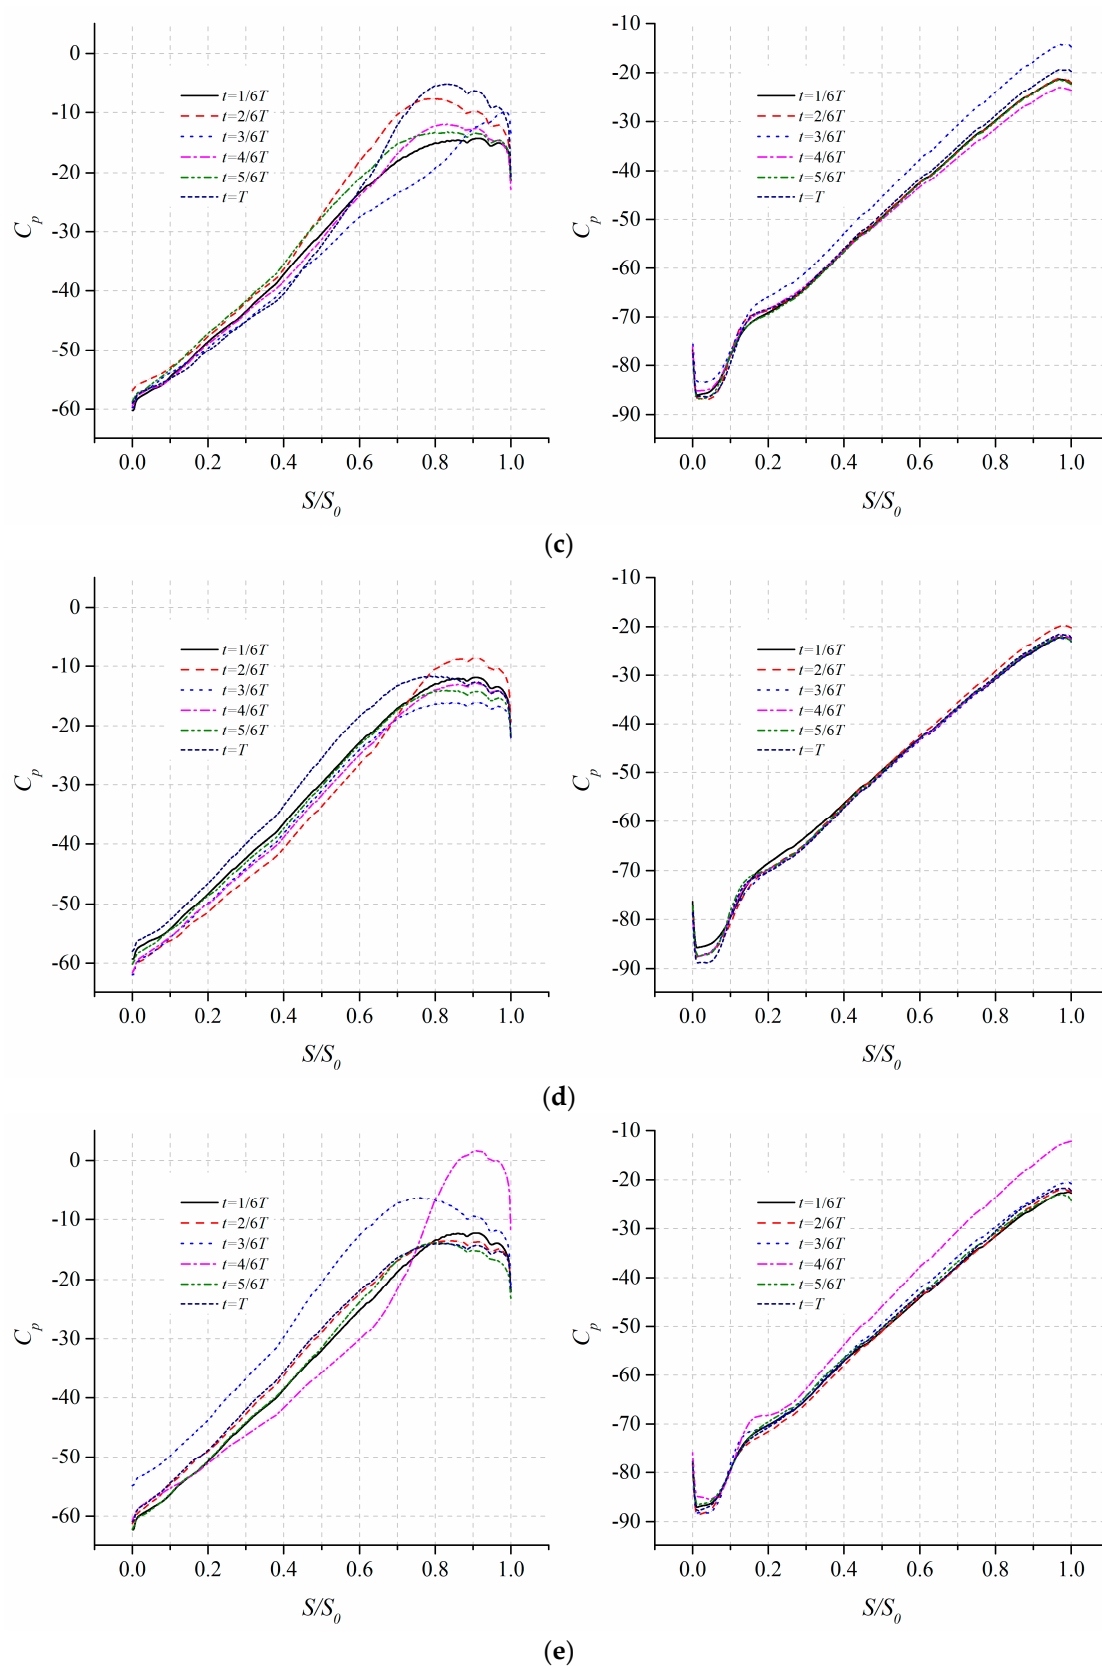 0
-10
-20
-30
-40
-50
-60
C_p
t=1/6T
t=2/6T
t=3/6T
t=4/6T
t=5/6T
t=T
0.0 0.2 0.4 0.6 0.8 1.0
S/S_0
-10
-20
-30
-40
-50
-60
-70
-80
-90
C_p
t=1/6T
t=2/6T
t=3/6T
t=4/6T
t=5/6T
t=T
0.0 0.2 0.4 0.6 0.8 1.0
S/S_0
(c)
0
-10
-20
-30
-40
-50
-60
C_p
t=1/6T
t=2/6T
t=3/6T
t=4/6T
t=5/6T
t=T
0.0 0.2 0.4 0.6 0.8 1.0
S/S_0
-10
-20
-30
-40
-50
-60
-70
-80
-90
C_p
t=1/6T
t=2/6T
t=3/6T
t=4/6T
t=5/6T
t=T
0.0 0.2 0.4 0.6 0.8 1.0
S/S_0
(d)
0
-10
-20
-30
-40
-50
-60
C_p
t=1/6T
t=2/6T
t=3/6T
t=4/6T
t=5/6T
t=T
0.0 0.2 0.4 0.6 0.8 1.0
S/S_0
-10
-20
-30
-40
-50
-60
-70
-80
-90
C_p
t=1/6T
t=2/6T
t=3/6T
t=4/6T
t=5/6T
t=T
0.0 0.2 0.4 0.6 0.8 1.0
S/S_0
(e)